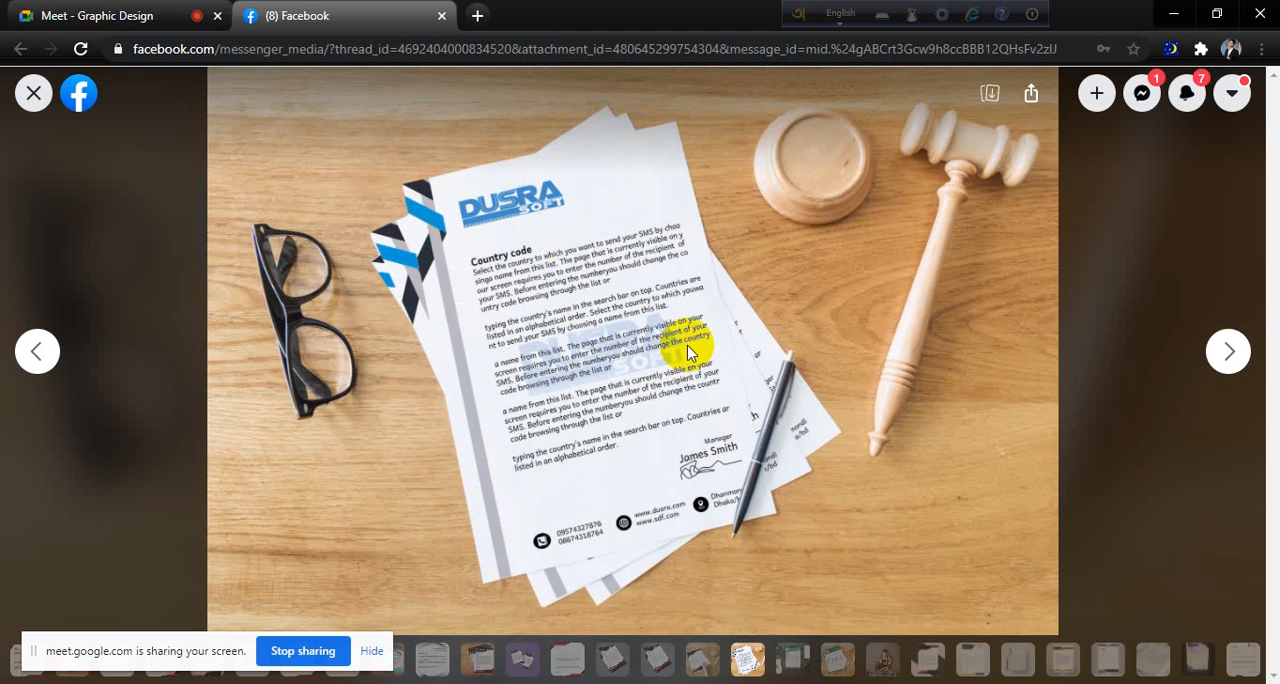 Meet - Graphic Design
(8) Facebook
English
facebook.com/messenger_media/?thread_id=4692404000834520&attachment_id=4806452997543048&message_id=mid.%24gABCrt3Gcw9h8ccBBB12QHsFv2zlJ
1
7
DUSRA
SOFT
Country code
Select the country to which you want to send your SMS by choo
singa name from this list. The page that is currently visible on y
our screen requires you to enter the number of the recipient of
your SMS. Before entering the numberyou should change the co
untry code browsing through the list or
typing the country's name in the search bar on top. Countries are
listed in an alphabetical order. Select the country to which youwa
nt to send your SMS by choosing a name from this list.
a name from this list. The page that is currently visible on your
screen requires you to enter the number of the recipient of your
SMS. Before entering the numberyou should change the country
code browsing through the list or
a name from this list. The page that is currently visible on your
screen requires you to enter the number of the recipient of your
SMS. Before entering the numberyou should change the countr
code browsing through the list or
typing the country's name in the search bar on top. Countries ar
listed in an alphabetical order.
Manager
James Smith
09574327876
08674318764
www.dusra.com
www.sdf.com
Dhanmon
Dhaka/
meet.google.com is sharing your screen.
Stop sharing
Hide